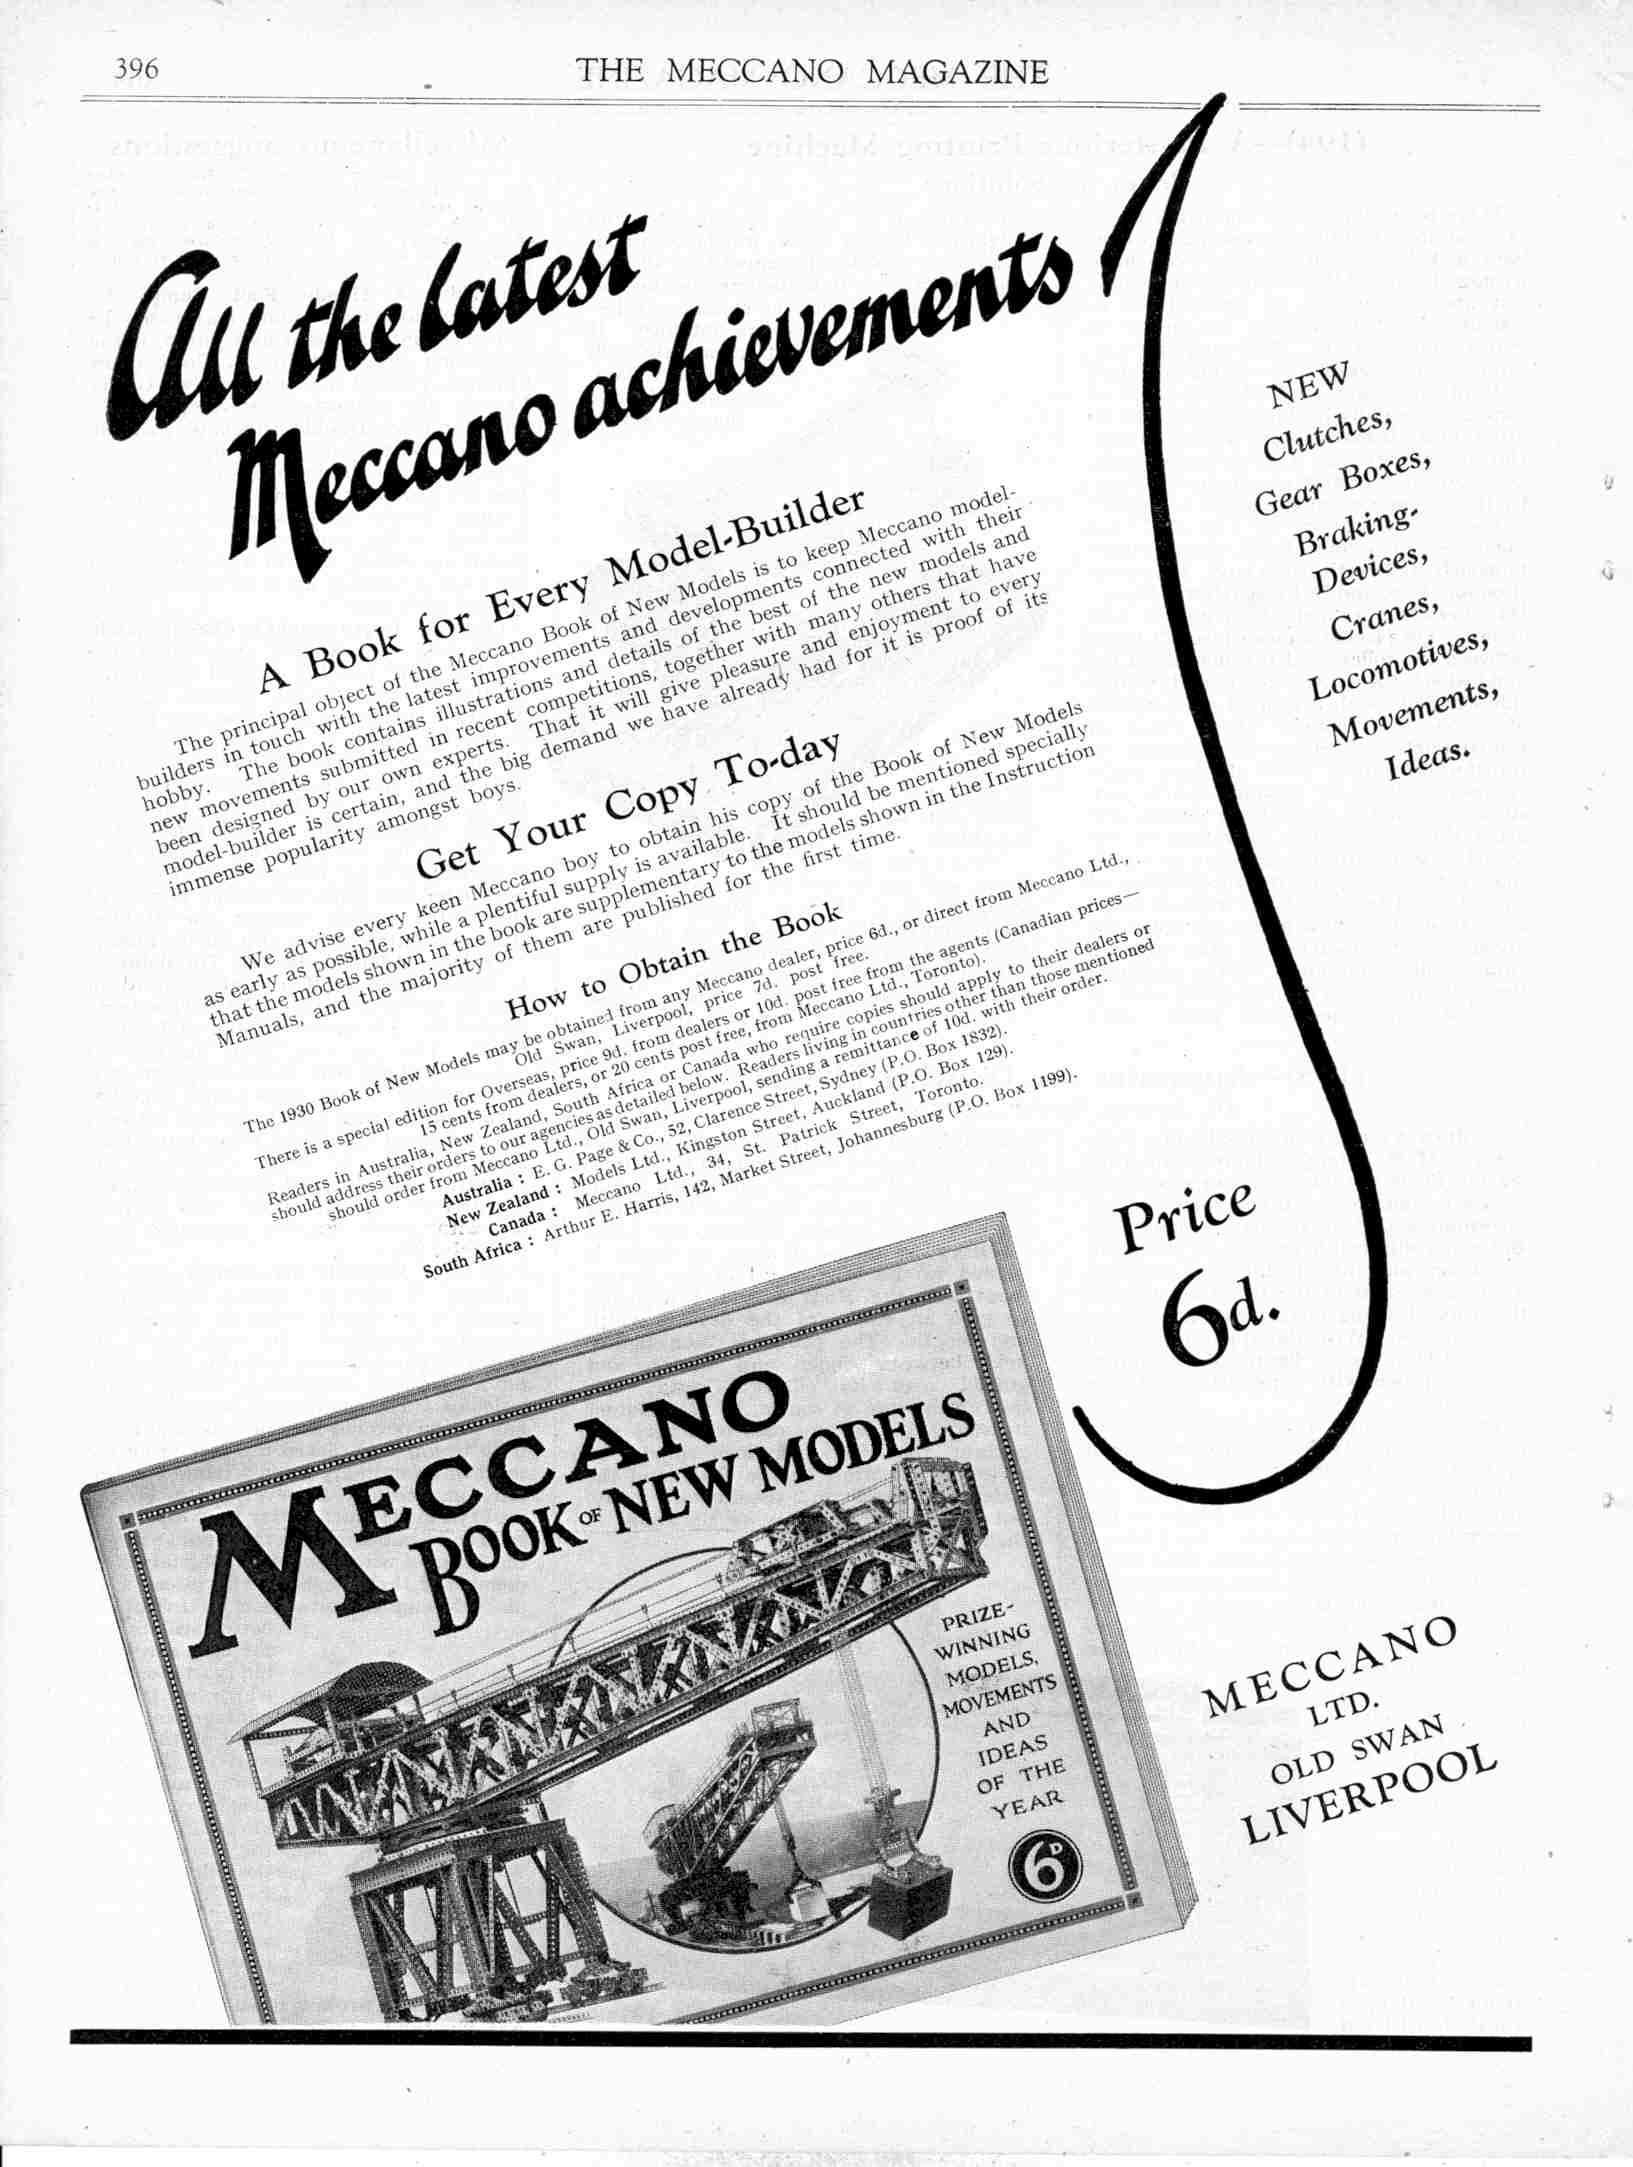 396
THE MECCANO MAGAZINE
All the latest
Meccano achievements
NEW
Clutches,
Gear Boxes,
Braking-
Devices,
Cranes,
Locomotives,
Movements,
Ideas.
A Book for Every Model-Builder
The principal object of the Meccano Book of New Models is to keep Meccano model-
builders in touch with the latest improvements and developments connected with their
hobby. The book contains illustrations and details of the best of the new models and
new movements submitted in recent competitions, together with many others that have
been designed by our own experts. That it will give pleasure and enjoyment to every
model-builder is certain, and the big demand we have already had for it is proof of its
immense popularity amongst boys.
Get Your Copy To-day
We advise every keen Meccano boy to obtain his copy of the Book of New Models
as early as possible, while a plentiful supply is available. It should be mentioned specially
that the models shown in the book are supplementary to the models shown in the Instruction
Manuals, and the majority of them are published for the first time.
How to Obtain the Book
The 1930 Book of New Models may be obtained from any Meccano dealer, price 6d., or direct from Meccano Ltd.,
Old Swan, Liverpool, price 7d. post free.
There is a special edition for Overseas, price 9d. from dealers or 10d. post free from the agents (Canadian prices—
15 cents from dealers, or 20 cents post free, from Meccano Ltd., Toronto).
Readers in Australia, New Zealand, South Africa or Canada who require copies should apply to their dealers or
should address their orders to our agencies as detailed below. Readers living in countries other than those mentioned
should order from Meccano Ltd., Old Swan, Liverpool, sending a remittance of 10d. with their order.
Australia : E. G. Page & Co., 52, Clarence Street, Sydney (P.O. Box 1832).
New Zealand : Models Ltd., Kingston Street, Auckland (P.O. Box 129).
Canada : Meccano Ltd., 34, St. Patrick Street, Toronto.
South Africa : Arthur E. Harris, 142, Market Street, Johannesburg (P.O. Box 1199).
Price
6d.
MECCANO
BOOK OF NEW MODELS
PRIZE-
WINNING
MODELS,
MOVEMENTS
AND
IDEAS
OF THE
YEAR
6D
MECCANO
LTD.
OLD SWAN
LIVERPOOL